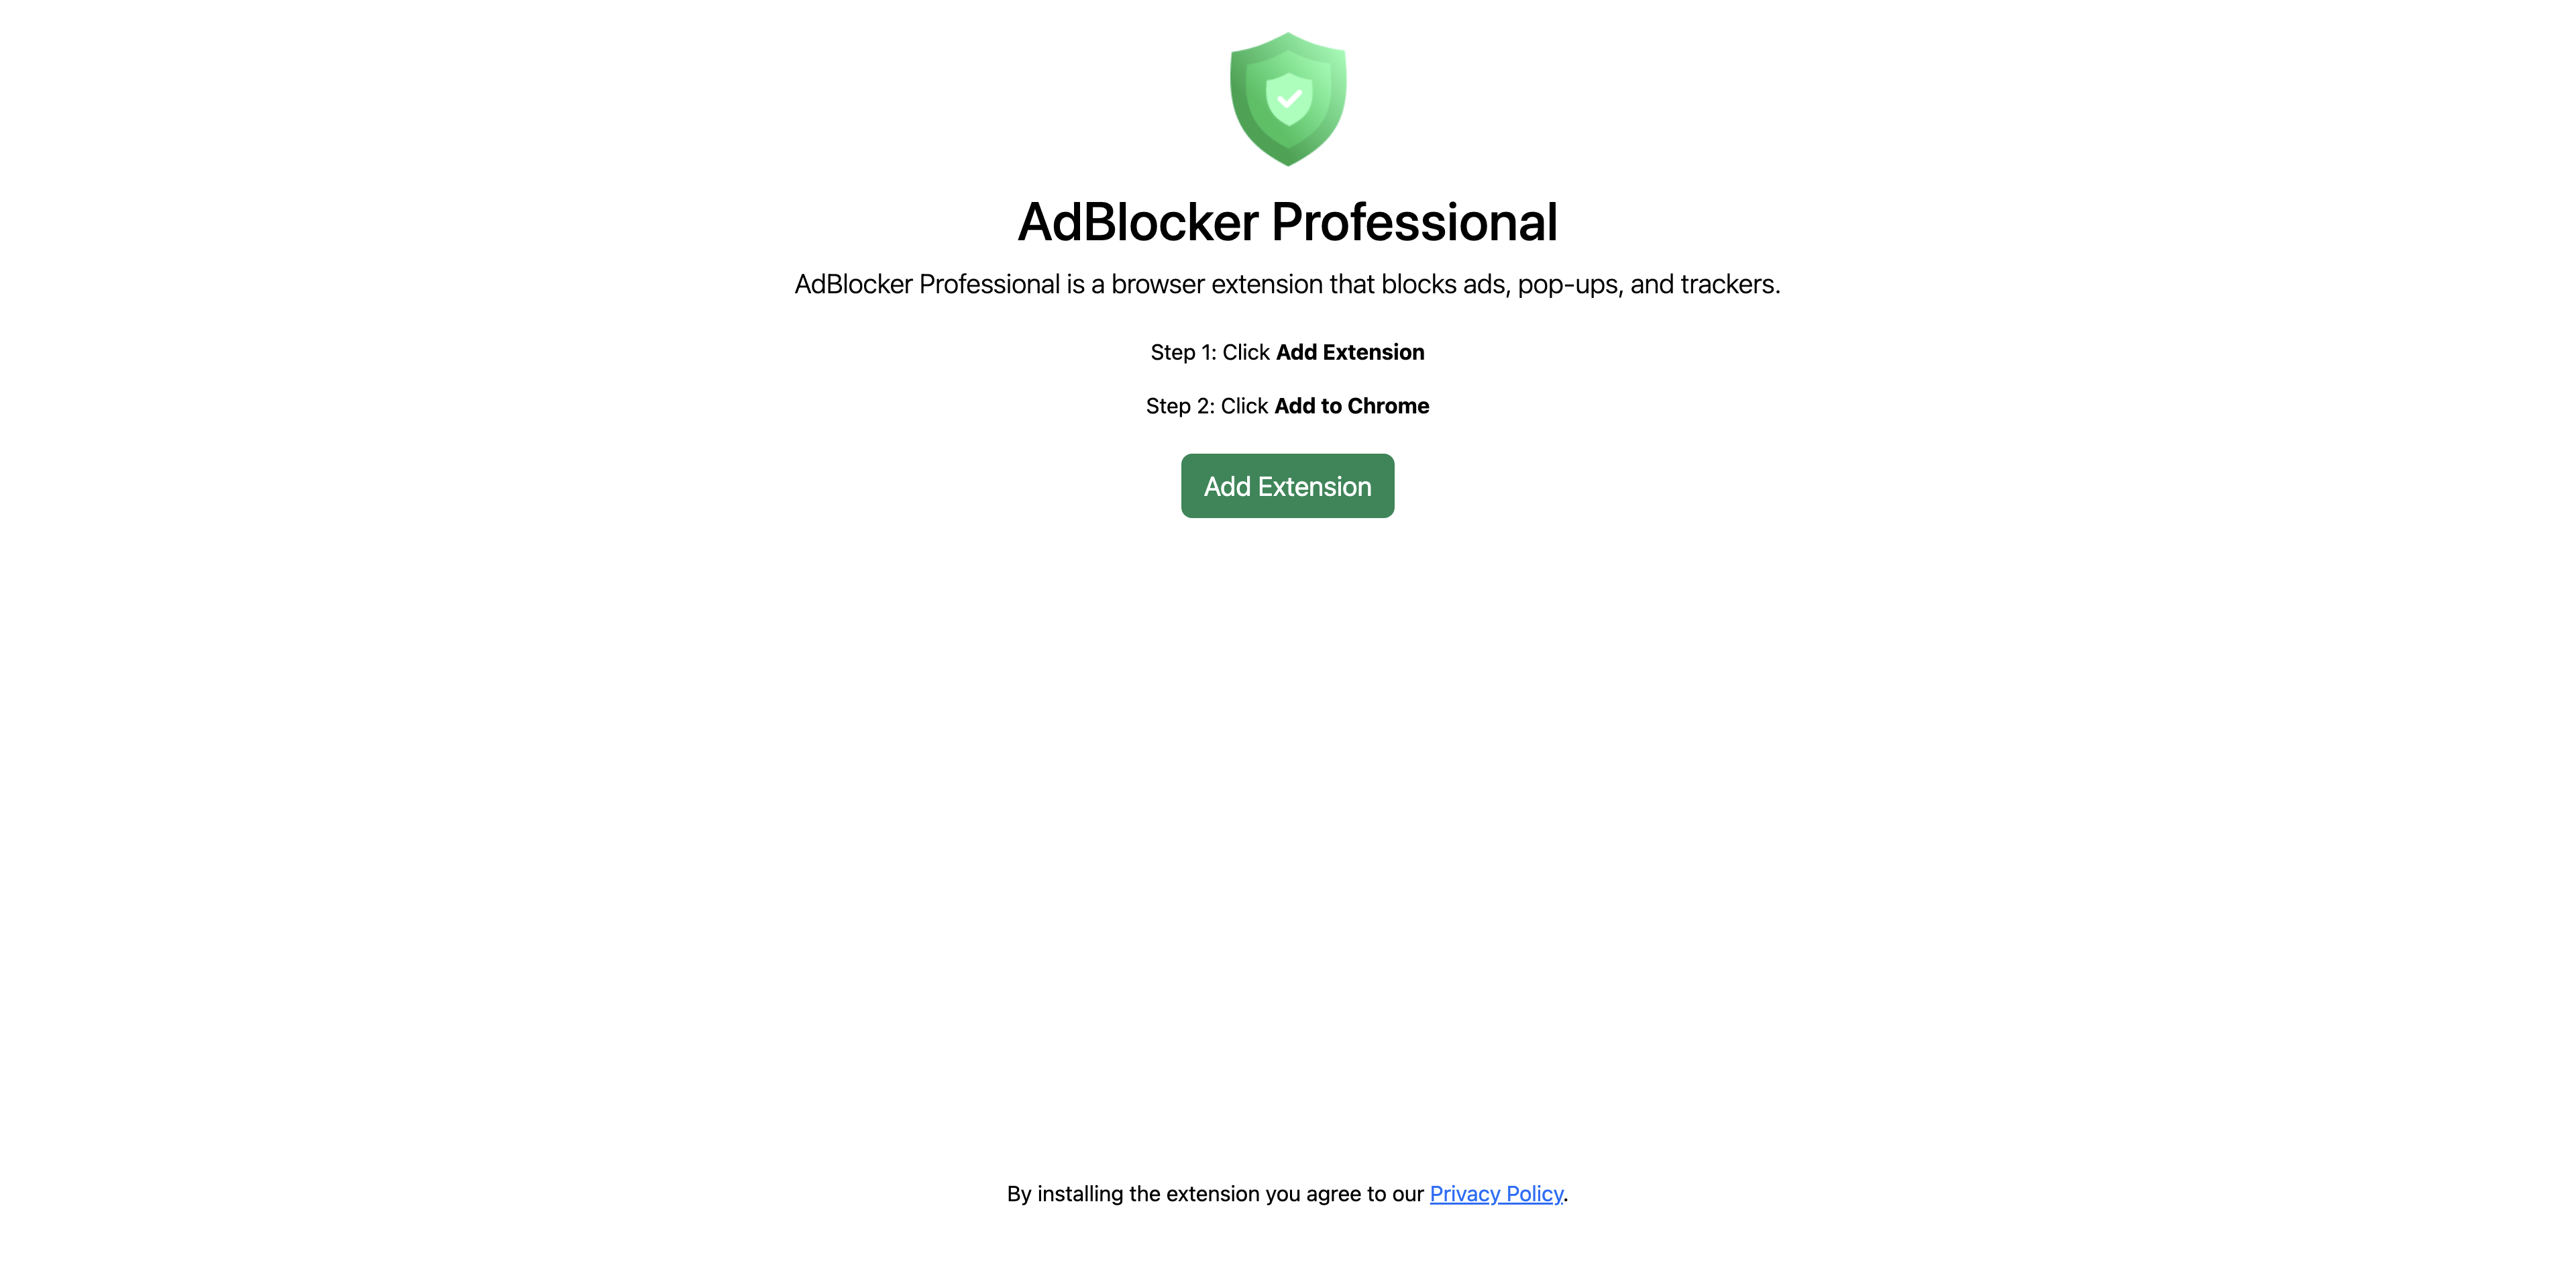 AdBlocker Professional
AdBlocker Professional is a browser extension that blocks ads, pop-ups, and trackers.
Step 1: Click Add Extension
Step 2: Click Add to Chrome
Add Extension
By installing the extension you agree to our Privacy Policy.